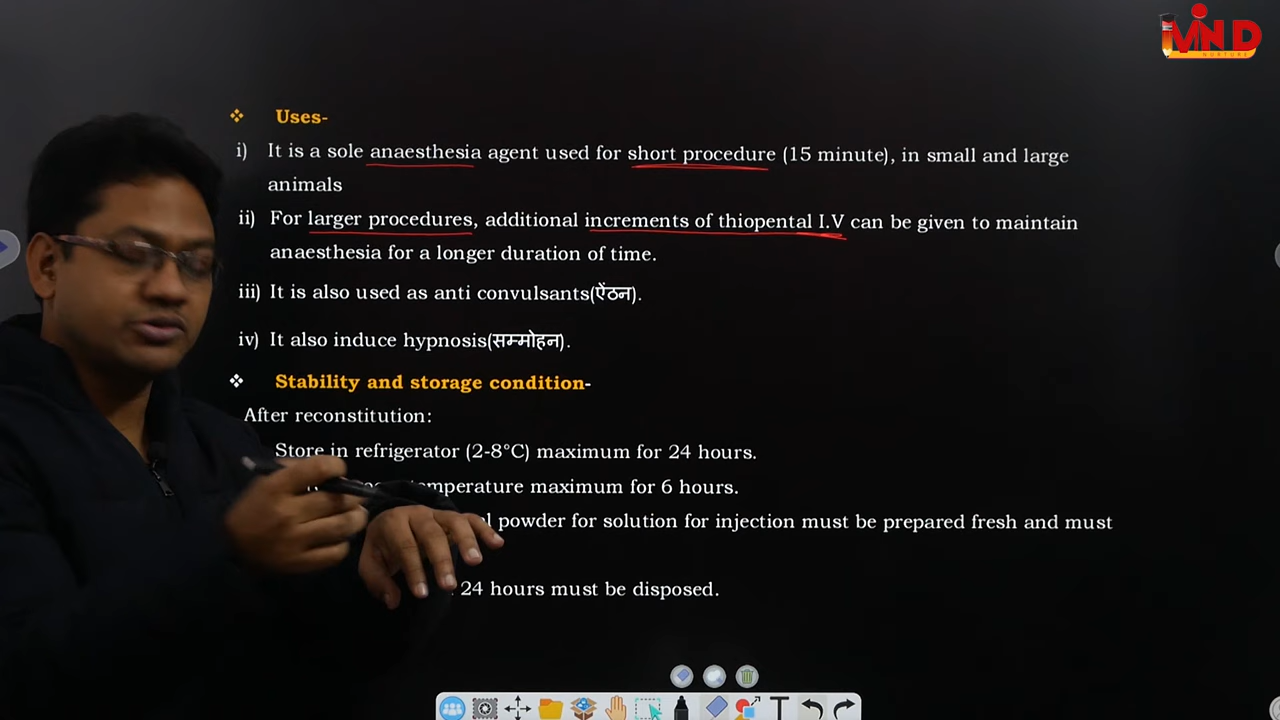 MIND
NURTURE
❖ Uses-
i) It is a sole anaesthesia agent used for short procedure (15 minute), in small and large
animals
ii) For larger procedures, additional increments of thiopental I.V can be given to maintain
anaesthesia for a longer duration of time.
iii) It is also used as anti convulsants(ऐंठन).
iv) It also induce hypnosis(सम्मोहन).
❖ Stability and storage condition-
After reconstitution:
Store in refrigerator (2-8°C) maximum for 24 hours.
maximum for 6 hours.
powder for solution for injection must be prepared fresh and must
24 hours must be disposed.